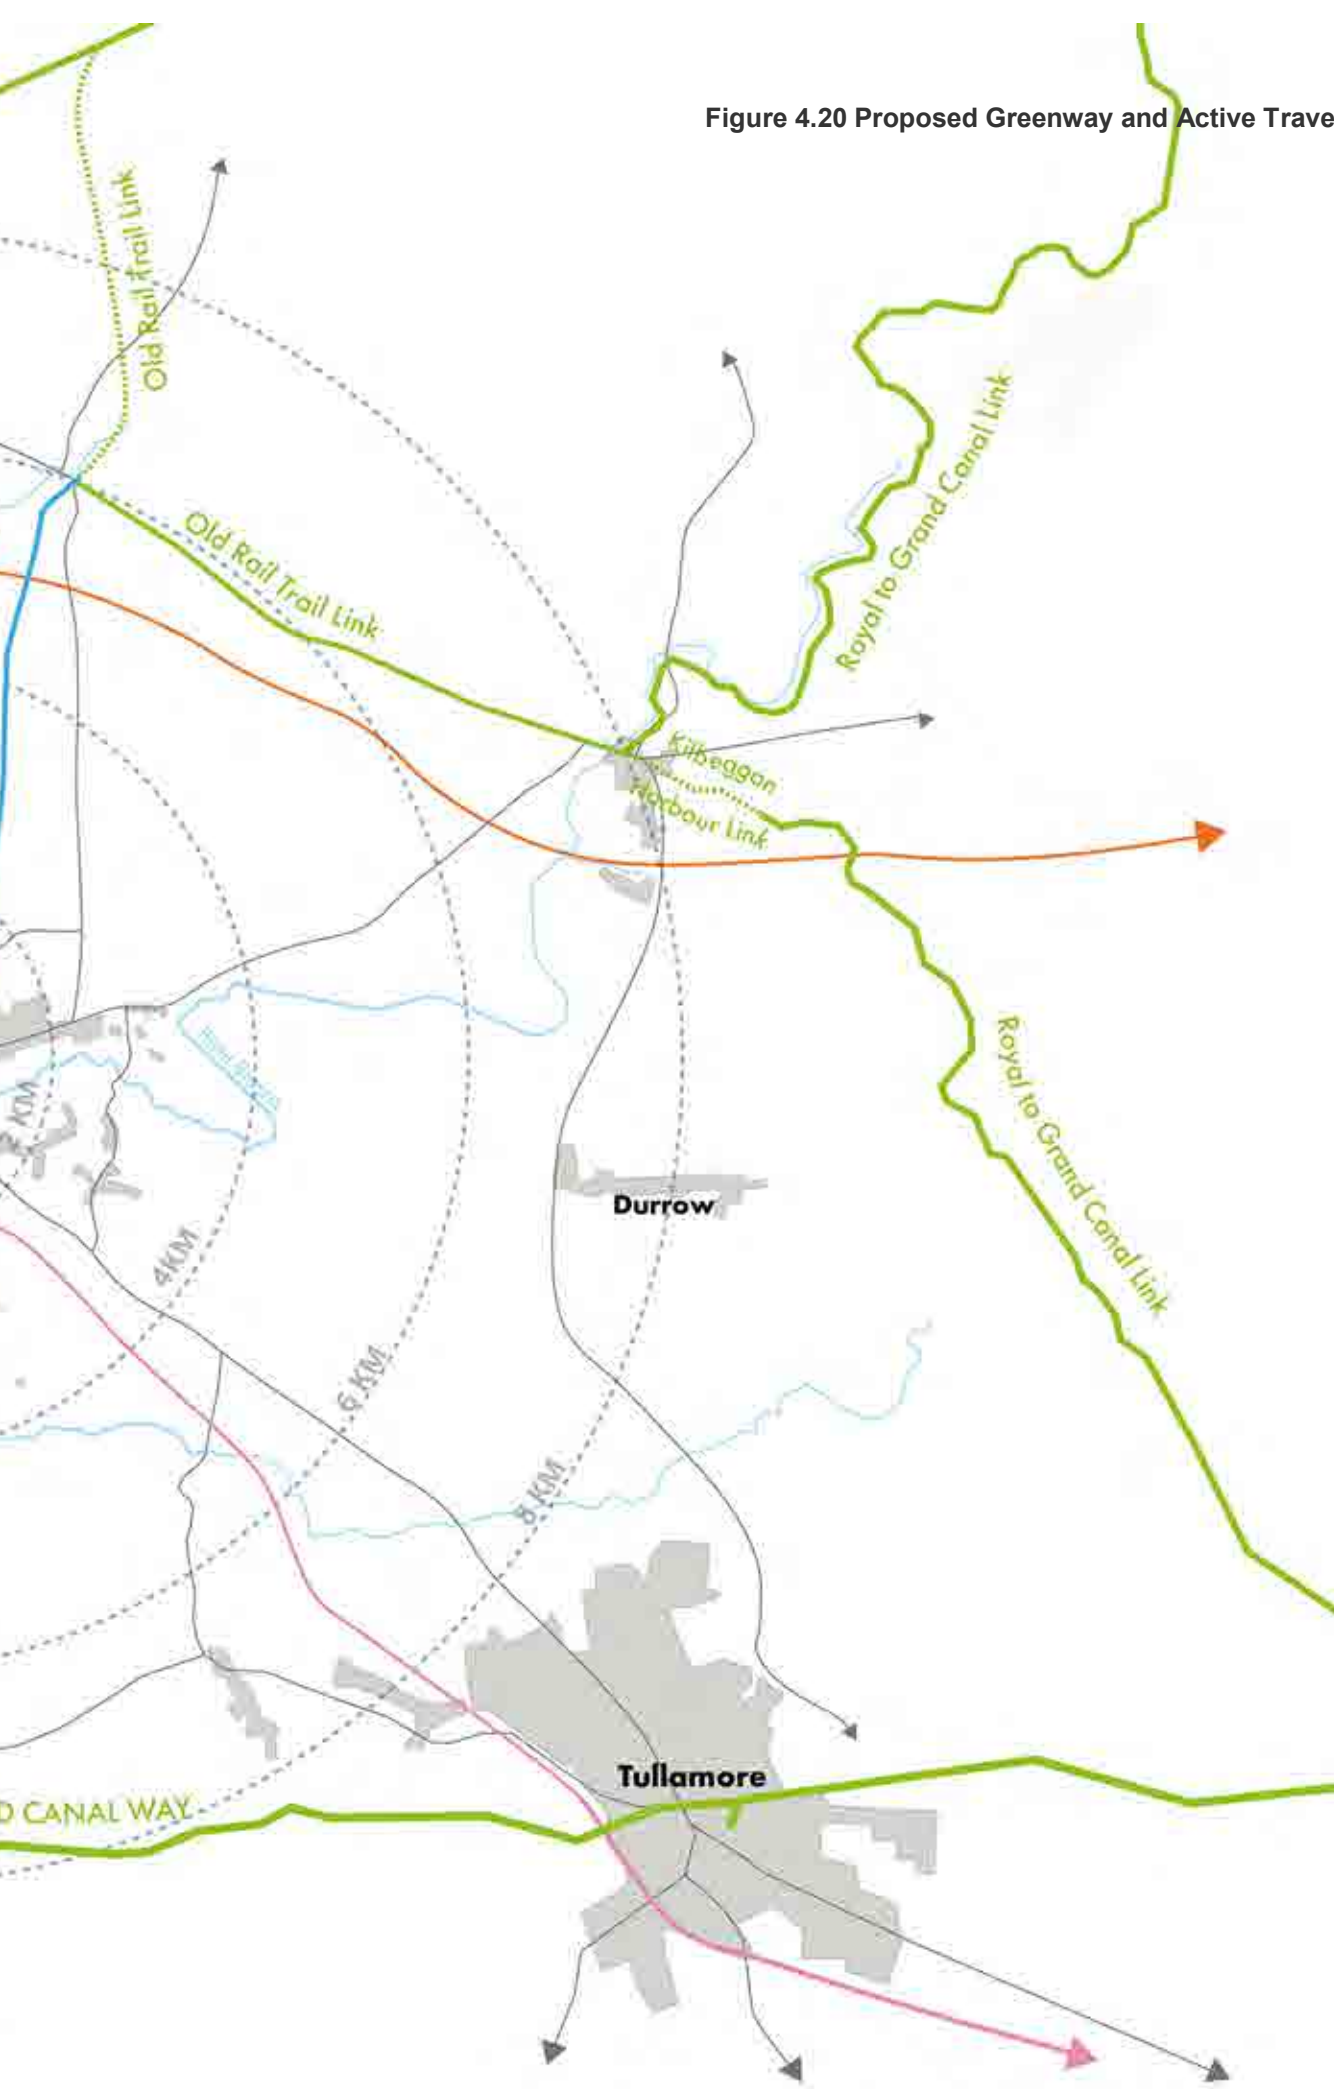 Figure 4.20 Proposed Greenway and Active Trave
Old Rail Trail Link
Royal to Grand Canal Link
Old Rail Trail Link
Kilbeggan
Harbour Link
Royal to Grand Canal Link
KM
Durrow
4KM
6 KM
8 KM
Tullamore
D CANAL WAY